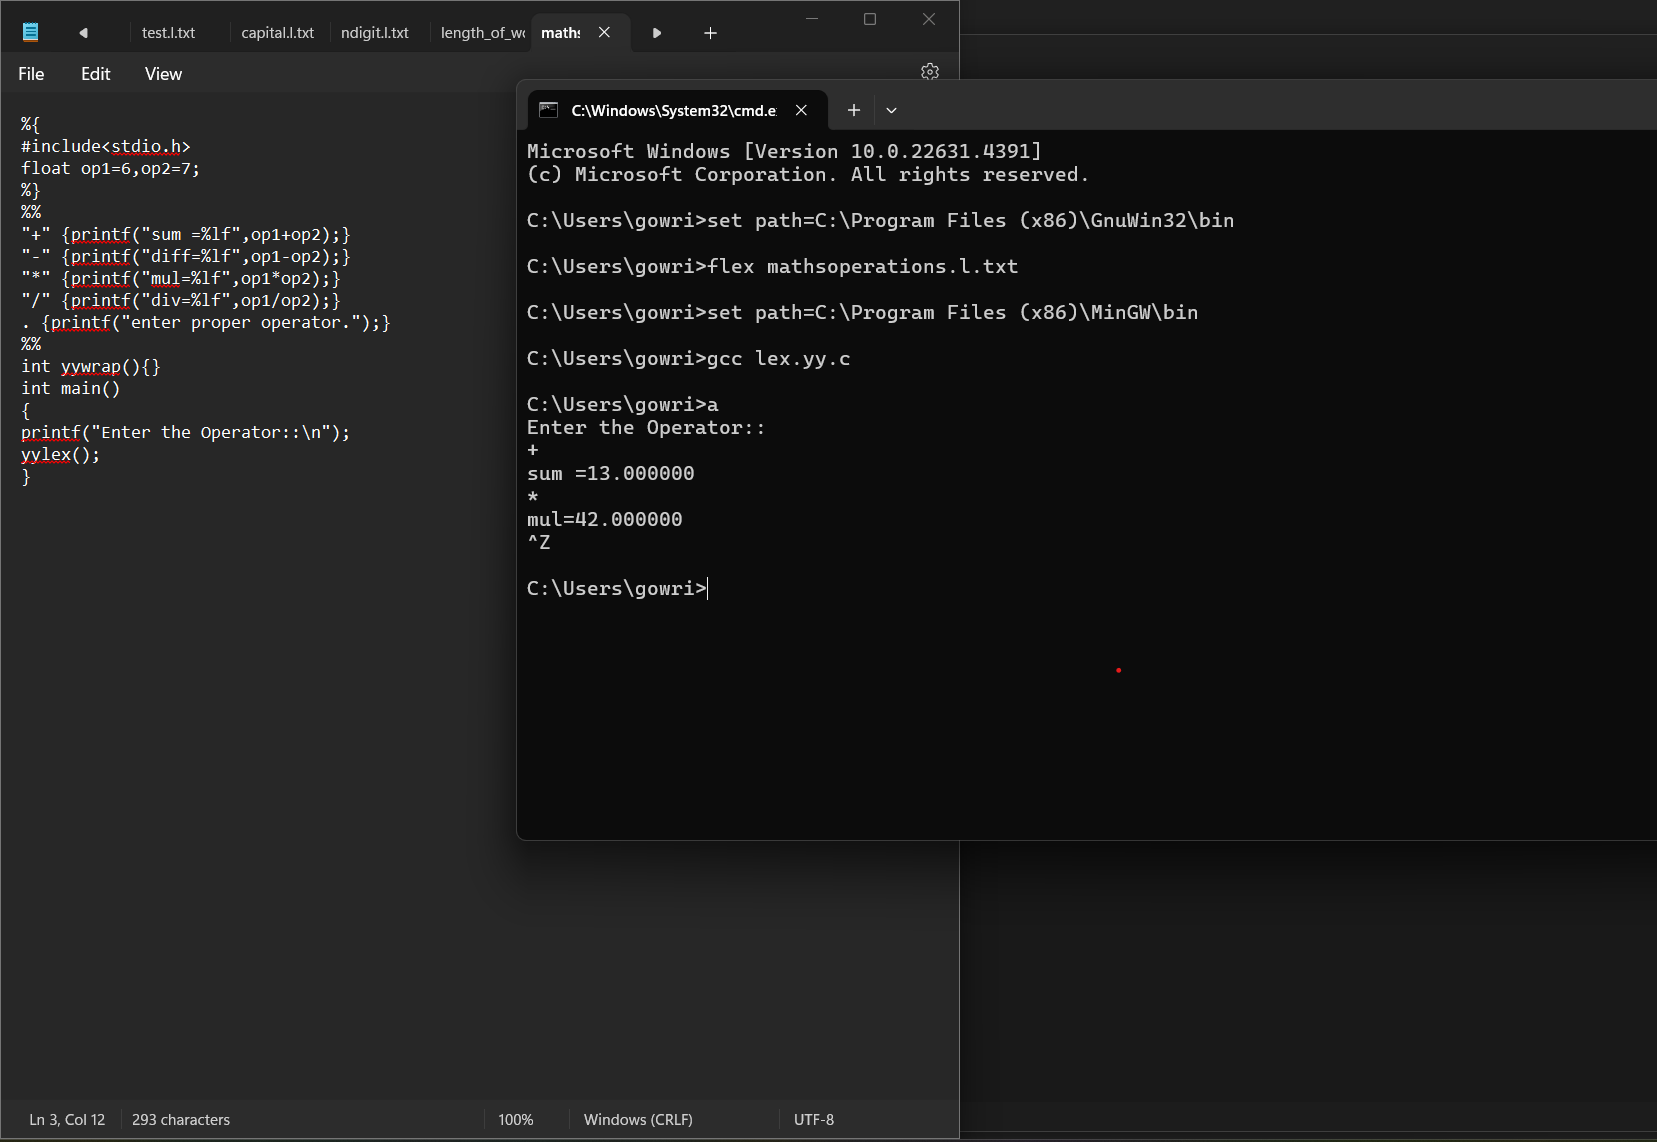 test.l.txt capital.l.txt ndigit.l.txt length_of_wo maths
File Edit View
%{
#include<stdio.h>
float op1=6,op2=7;
%}
%%
"+" {printf("sum =%lf",op1+op2);}
"-" {printf("diff=%lf",op1-op2);}
"*" {printf("mul=%lf",op1*op2);}
"/" {printf("div=%lf",op1/op2);}
. {printf("enter proper operator.");}
%%
int yywrap(){}
int main()
{
printf("Enter the Operator::\n");
yylex();
}
Ln 3, Col 12 293 characters 100% Windows (CRLF) UTF-8
C:\Windows\System32\cmd.e
Microsoft Windows [Version 10.0.22631.4391]
(c) Microsoft Corporation. All rights reserved.
C:\Users\gowri>set path=C:\Program Files (x86)\GnuWin32\bin
C:\Users\gowri>flex mathsoperations.l.txt
C:\Users\gowri>set path=C:\Program Files (x86)\MinGW\bin
C:\Users\gowri>gcc lex.yy.c
C:\Users\gowri>a
Enter the Operator::
+
sum =13.000000
*
mul=42.000000
^Z
C:\Users\gowri>